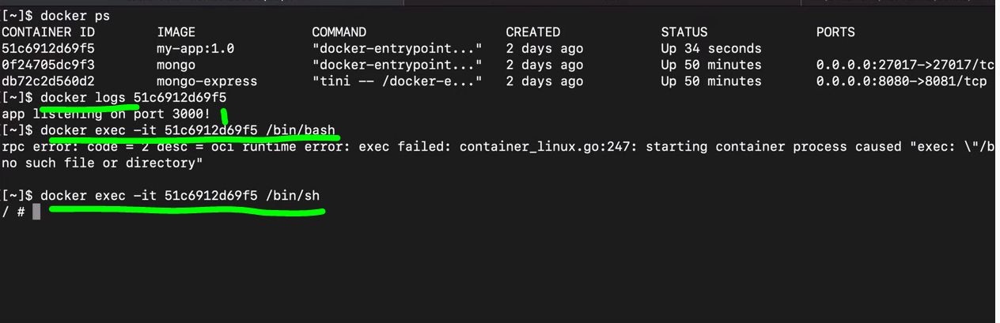 [[~]$ docker ps
CONTAINER ID IMAGE COMMAND CREATED STATUS PORTS
51c6912d69f5 my-app:1.0 "docker-entrypoint..." 2 days ago Up 34 seconds
0f24705dc9f3 mongo "docker-entrypoint..." 2 days ago Up 50 minutes 0.0.0.0:27017->27017/tc
db72c2d560d2 mongo-express "tini -- /docker-e..." 2 days ago Up 50 minutes 0.0.0.0:8080->8081/tcp
[[~]$ docker logs 51c6912d69f5
app listening on port 3000!
[[~]$ docker exec -it 51c6912d69f5 /bin/bash
rpc error: code = 2 desc = oci runtime error: exec failed: container_linux.go:247: starting container process caused "exec: \"/b
no such file or directory"
[[~]$ docker exec -it 51c6912d69f5 /bin/sh
/ #